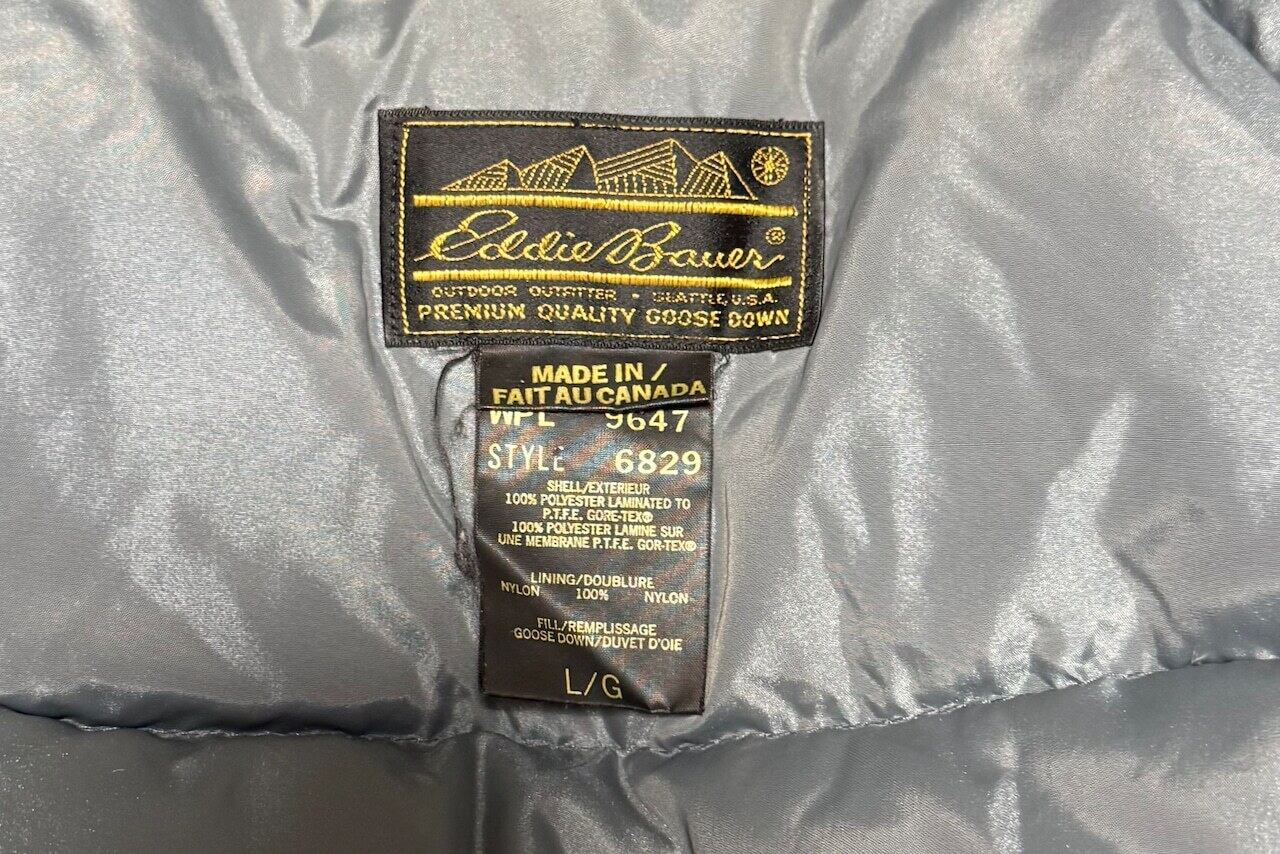 Eddie Bauer®
OUTDOOR OUTFITTER - SEATTLE, U.S.A.
PREMIUM QUALITY GOOSE DOWN
MADE IN /
FAIT AU CANADA
WPL 9647
STYLE 6829
SHELL/EXTERIEUR
100% POLYESTER LAMINATED TO
P.T.F.E. GORE-TEX®
100% POLYESTER LAMINE SUR
UNE MEMBRANE P.T.F.E. GOR-TEX®
LINING/DOUBLURE
NYLON 100% NYLON
FILL/REMPLISSAGE
GOOSE DOWN/DUVET D'OIE
L/G